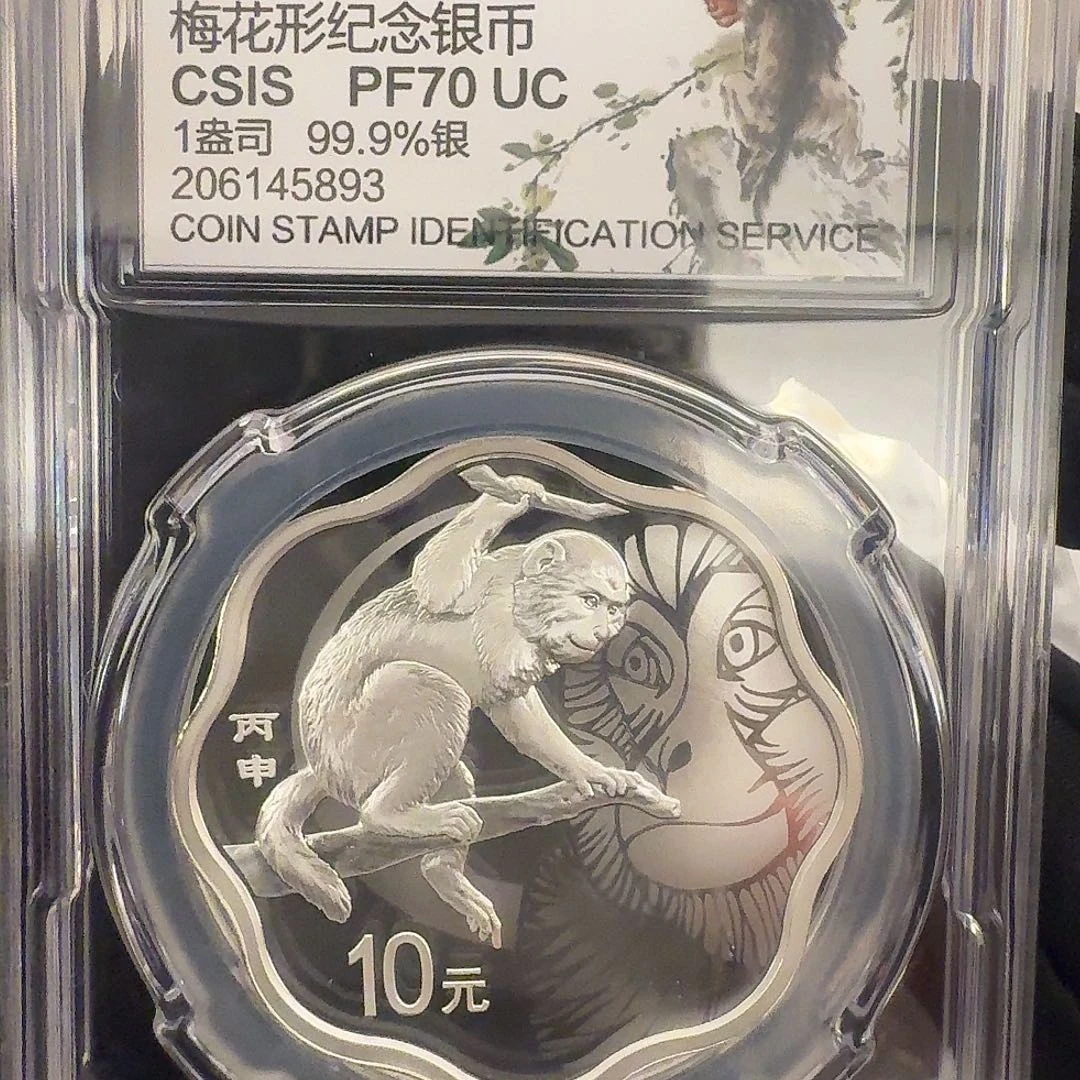 梅花形纪念银币
CSIS PF70 UC
1盎司 99.9%银
206145893
COIN STAMP IDENTIFICATION SERVICE
丙
申
10元